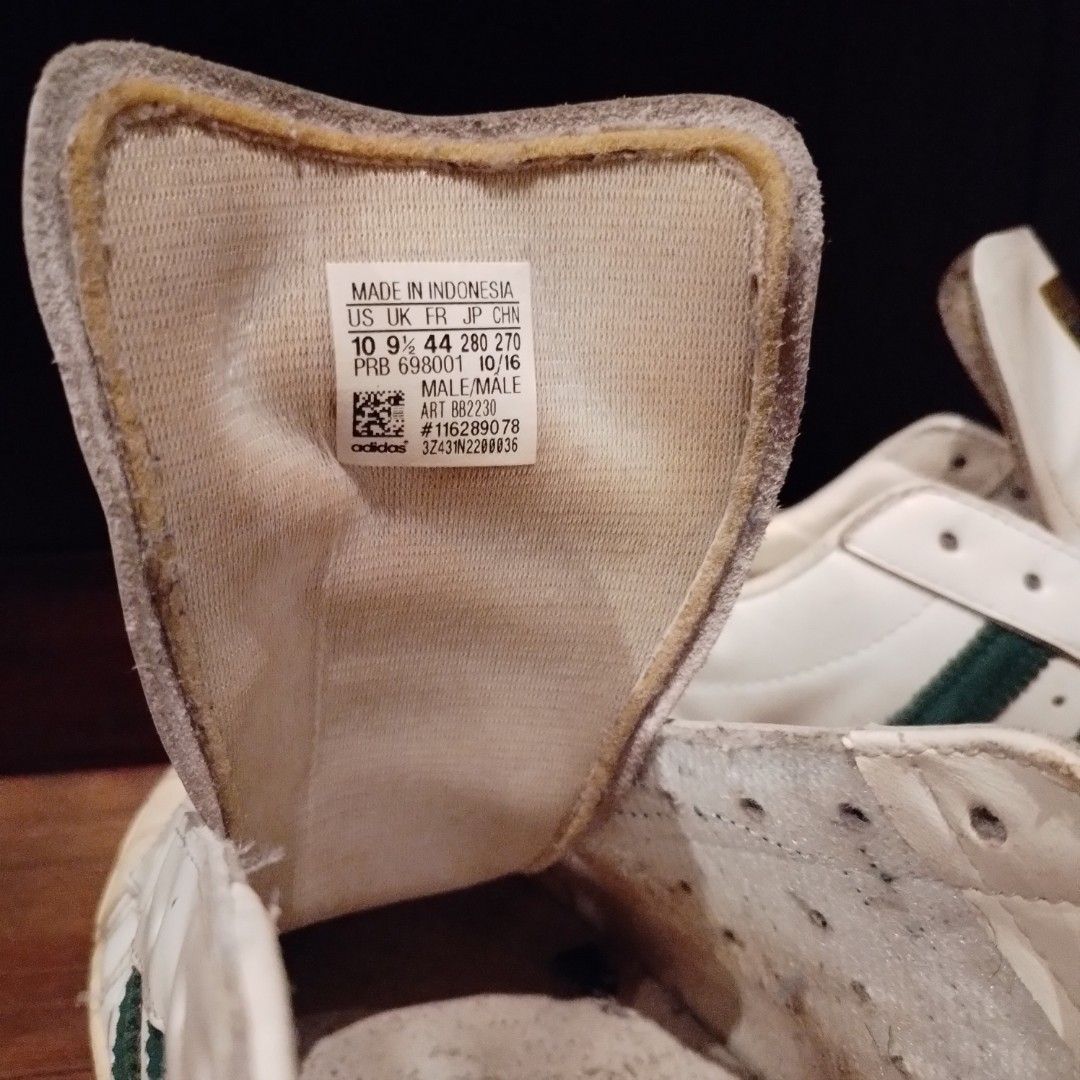 MADE IN INDONESIA
US UK FR JP CHN
10 9½ 44 280 270
PRB 698001 10/16
MALE/MÂLE
ART BB2230
#116289078
adidas 3Z431N2200036